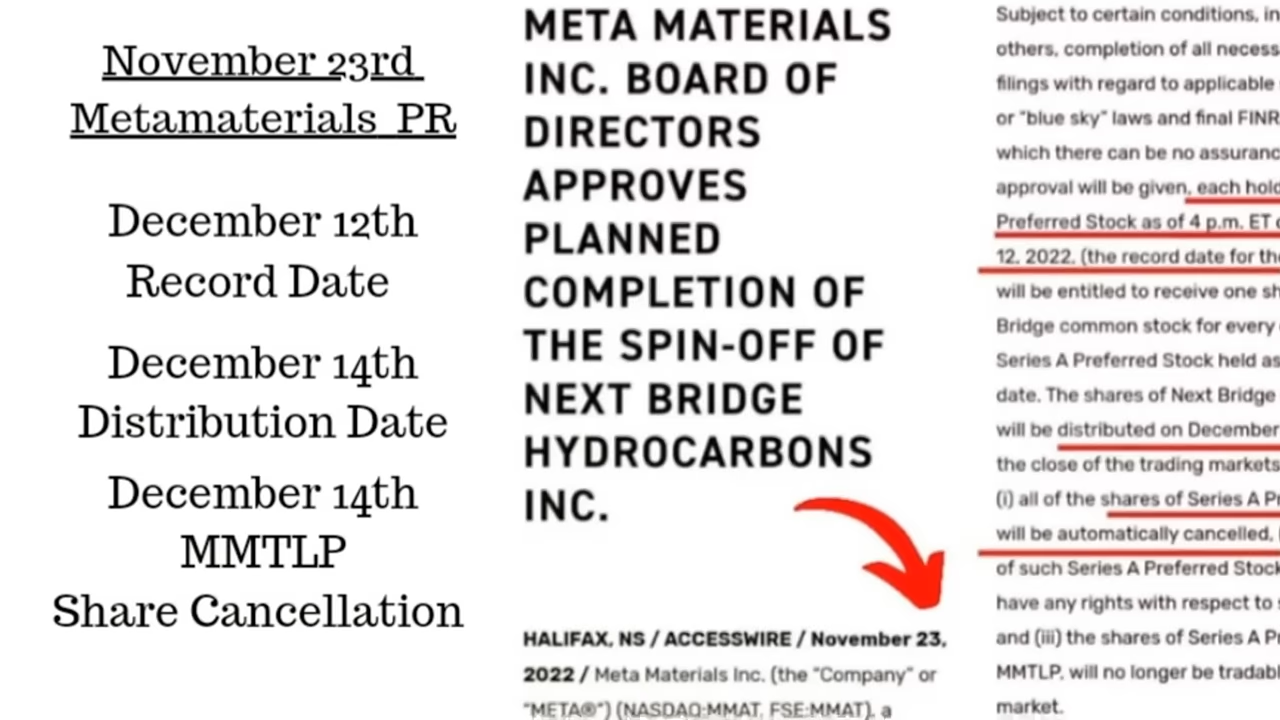 November 23rd
Metamaterials PR
December 12th
Record Date
December 14th
Distribution Date
December 14th
MMTLP
Share Cancellation
META MATERIALS
INC. BOARD OF
DIRECTORS
APPROVES
PLANNED
COMPLETION OF
THE SPIN-OFF OF
NEXT BRIDGE
HYDROCARBONS
INC.
HALIFAX, NS / ACCESSWIRE / November 23,
2022 / Meta Materials Inc. (the "Company" or
"META®") (NASDAQ:MMAT, FSE:MMAT), a
Subject to certain conditions, in
others, completion of all necess
filings with regard to applicable
or "blue sky" laws and final FINR
which there can be no assuranc
approval will be given, each hold
Preferred Stock as of 4 p.m. ET
12, 2022, (the record date for th
will be entitled to receive one sh
Bridge common stock for every
Series A Preferred Stock held as
date. The shares of Next Bridge
will be distributed on December
the close of the trading markets
(i) all of the shares of Series A Pr
will be automatically cancelled,
of such Series A Preferred Stock
have any rights with respect to
and (iii) the shares of Series A Pr
MMTLP, will no longer be tradabl
market.